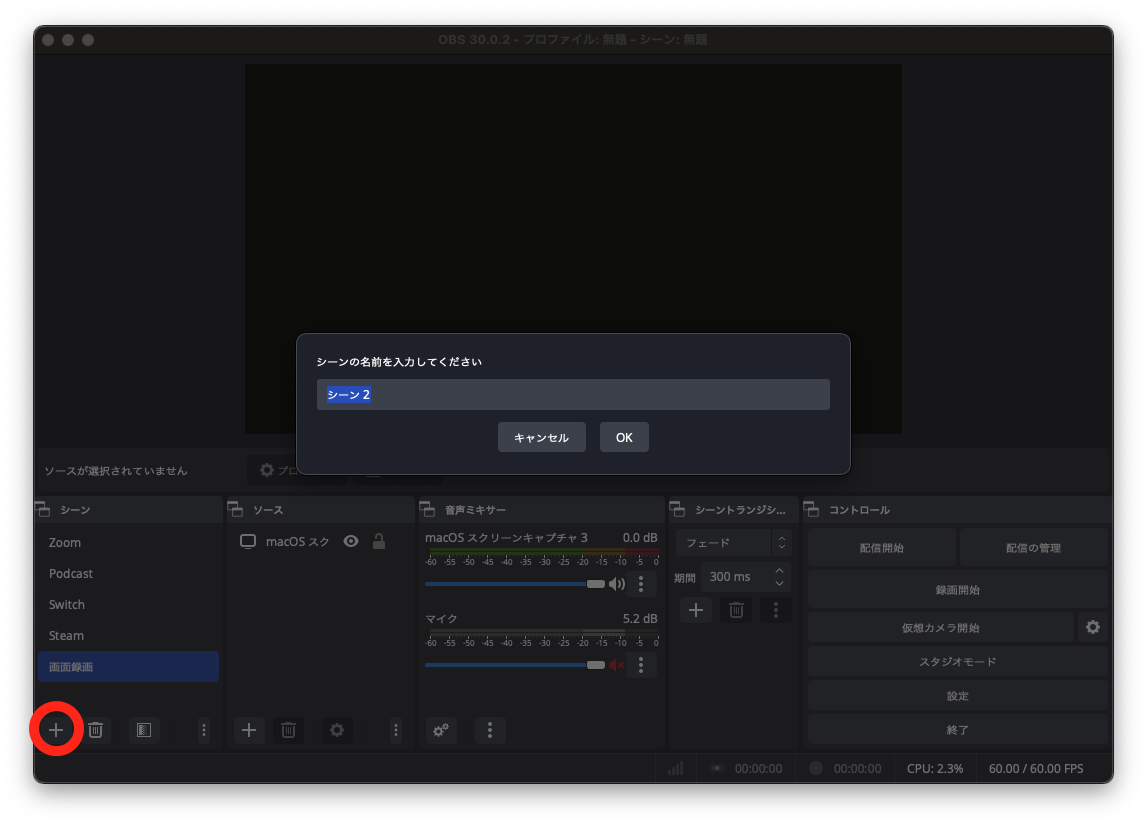 OBS 30.0.2 - プロファイル: 無題 - シーン: 無題
シーンの名前を入力してください
シーン 2
キャンセル
OK
ソースが選択されていません
シーン
Zoom
Podcast
Switch
Steam
画面録画
ソース
macOS スク
音声ミキサー
macOS スクリーンキャプチャ 3
0.0 dB
-60 -55 -50 -45 -40 -35 -30 -25 -20 -15 -10 -5 0
マイク
5.2 dB
-60 -55 -50 -45 -40 -35 -30 -25 -20 -15 -10 -5 0
シーントランジシ...
フェード
期間
300 ms
コントロール
配信開始
配信の管理
録画開始
仮想カメラ開始
スタジオモード
設定
終了
00:00:00
00:00:00
CPU: 2.3%
60.00 / 60.00 FPS